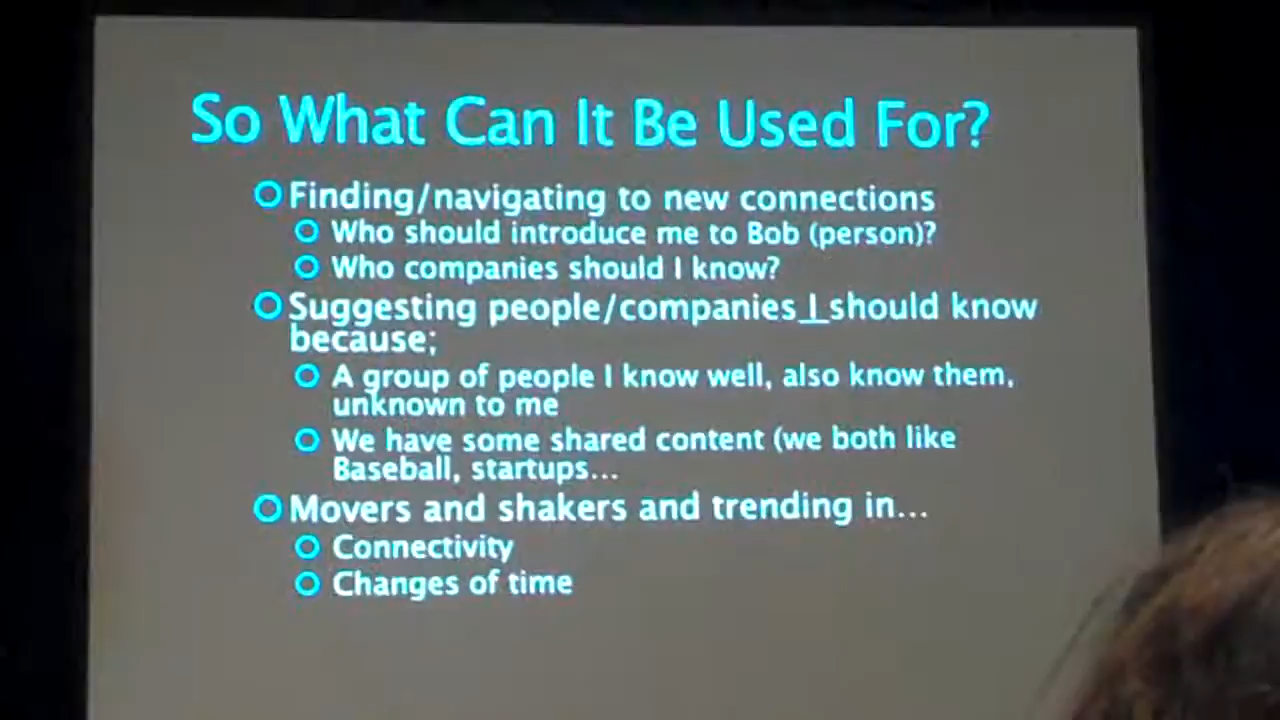 So What Can It Be Used For?
Finding/navigating to new connections
Who should introduce me to Bob (person)?
Who companies should I know?
Suggesting people/companies I should know
because;
A group of people I know well, also know them,
unknown to me
We have some shared content (we both like
Baseball, startups...
Movers and shakers and trending in...
Connectivity
Changes of time